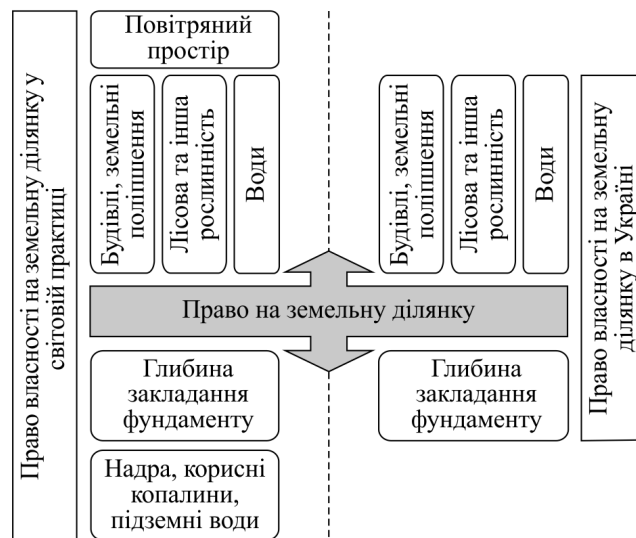 Право власності на земельну ділянку у
світовій практиці
Повітряний
простір
Будівлі, земельні
поліпшення
Лісова та інша
рослинність
Води
Право на земельну ділянку
Глибина
закладання
фундаменту
Надра, корисні
копалини,
підземні води
Будівлі, земельні
поліпшення
Лісова та інша
рослинність
Води
Глибина
закладання
фундаменту
Право власності на земельну
ділянку в Україні